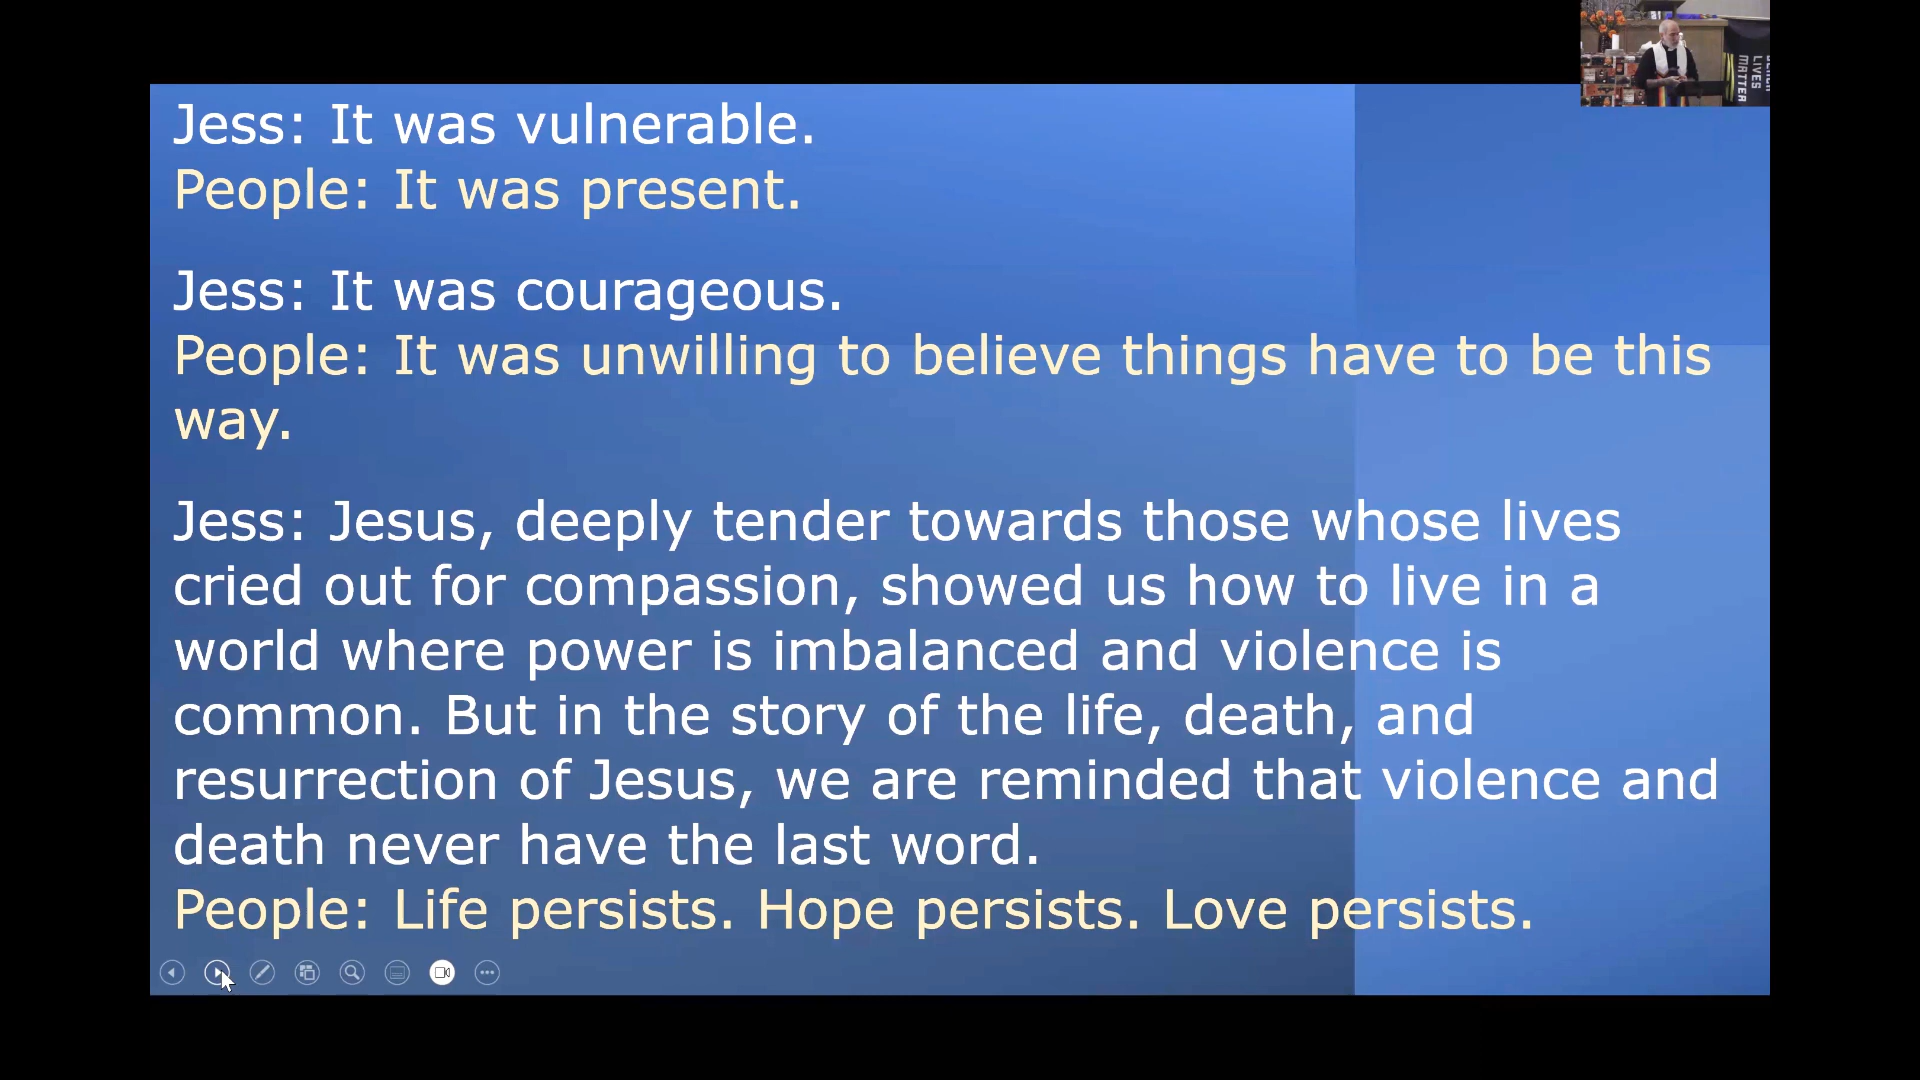 Jess: It was vulnerable.
People: It was present.
Jess: It was courageous.
People: It was unwilling to believe things have to be this
way.
Jess: Jesus, deeply tender towards those whose lives
cried out for compassion, showed us how to live in a
world where power is imbalanced and violence is
common. But in the story of the life, death, and
resurrection of Jesus, we are reminded that violence and
death never have the last word.
People: Life persists. Hope persists. Love persists.
LIVES
MATTER